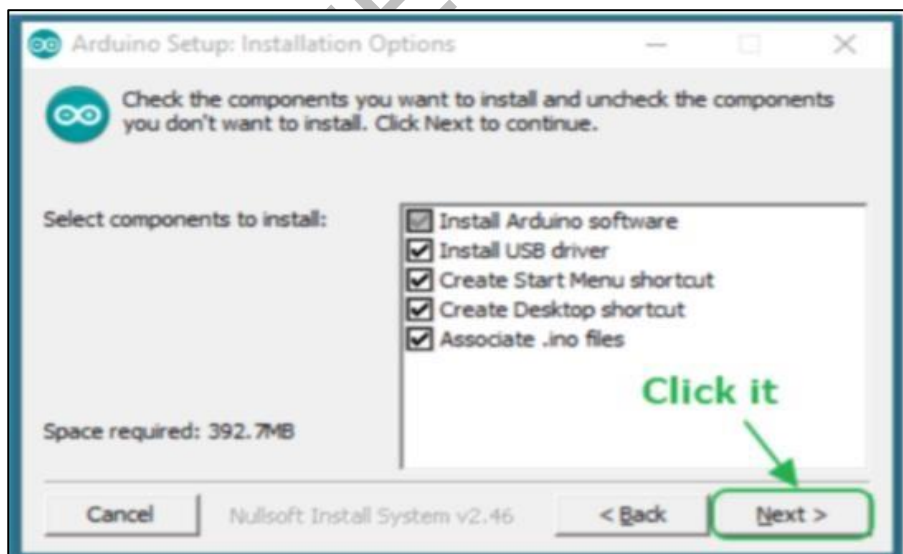 Arduino Setup: Installation Options
Check the components you want to install and uncheck the components
you don't want to install. Click Next to continue.
Select components to install:
Install Arduino software
Install USB driver
Create Start Menu shortcut
Create Desktop shortcut
Associate .ino files
Click it
Space required: 392.7MB
Cancel
Nullsoft Install System v2.46
< Back
Next >